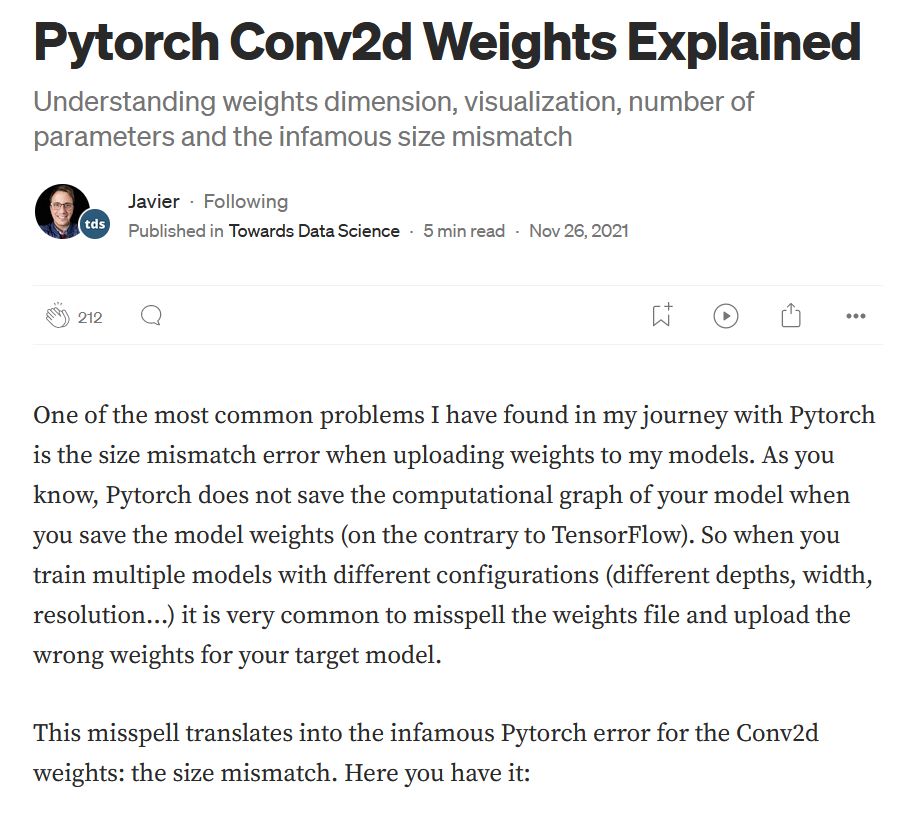 Pytorch Conv2d Weights Explained
Understanding weights dimension, visualization, number of
parameters and the infamous size mismatch
Javier · Following
tds
Published in Towards Data Science · 5 min read · Nov 26, 2021
212
One of the most common problems I have found in my journey with Pytorch
is the size mismatch error when uploading weights to my models. As you
know, Pytorch does not save the computational graph of your model when
you save the model weights (on the contrary to TensorFlow). So when you
train multiple models with different configurations (different depths, width,
resolution…) it is very common to misspell the weights file and upload the
wrong weights for your target model.
This misspell translates into the infamous Pytorch error for the Conv2d
weights: the size mismatch. Here you have it: